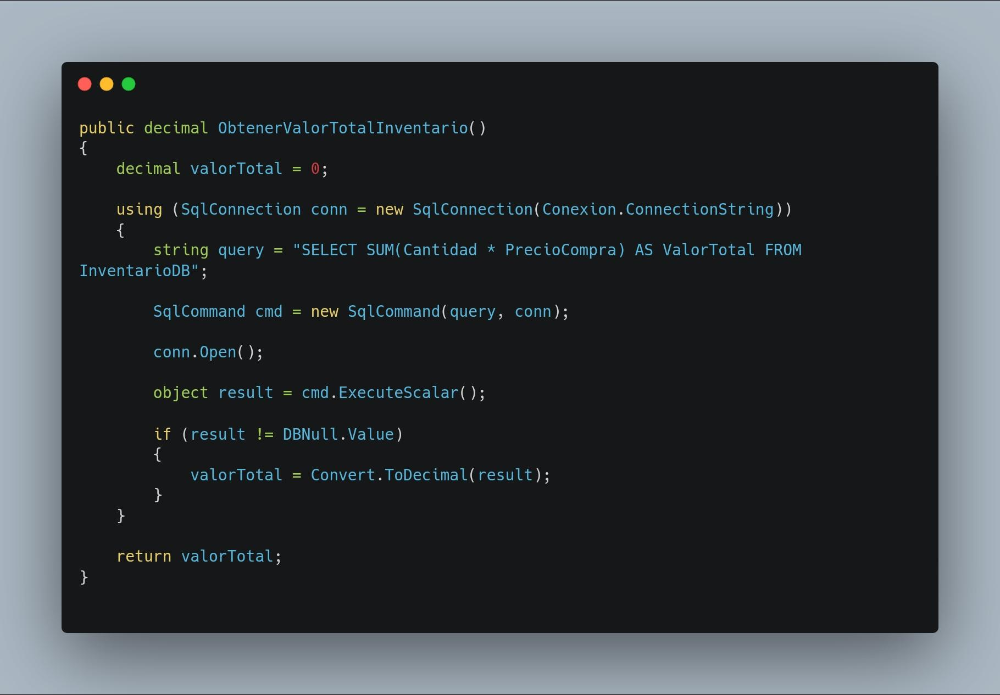 public decimal ObtenerValorTotalInventario()
{
    decimal valorTotal = 0;

    using (SqlConnection conn = new SqlConnection(Conexion.ConnectionString))
    {
        string query = "SELECT SUM(Cantidad * PrecioCompra) AS ValorTotal FROM
InventarioDB";

        SqlCommand cmd = new SqlCommand(query, conn);

        conn.Open();

        object result = cmd.ExecuteScalar();

        if (result != DBNull.Value)
        {
            valorTotal = Convert.ToDecimal(result);
        }
    }

    return valorTotal;
}